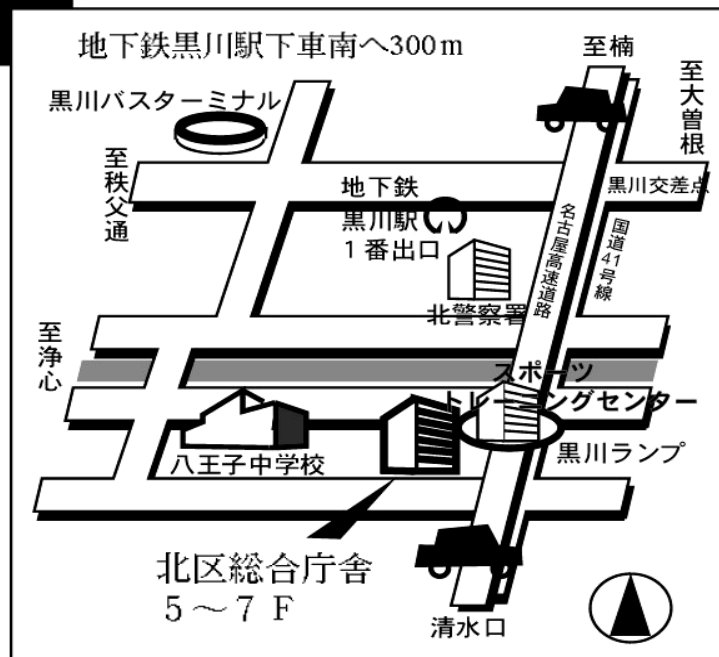 地下鉄黒川駅下車南へ300m
至楠
至大曽根
黒川バスターミナル
至秩父通
地下鉄
黒川駅
1番出口
黒川交差点
名古屋高速道路
国道41号線
北警察署
至浄心
スポーツ
トレーニングセンター
八王子中学校
黒川ランプ
北区総合庁舎
5～7F
清水口